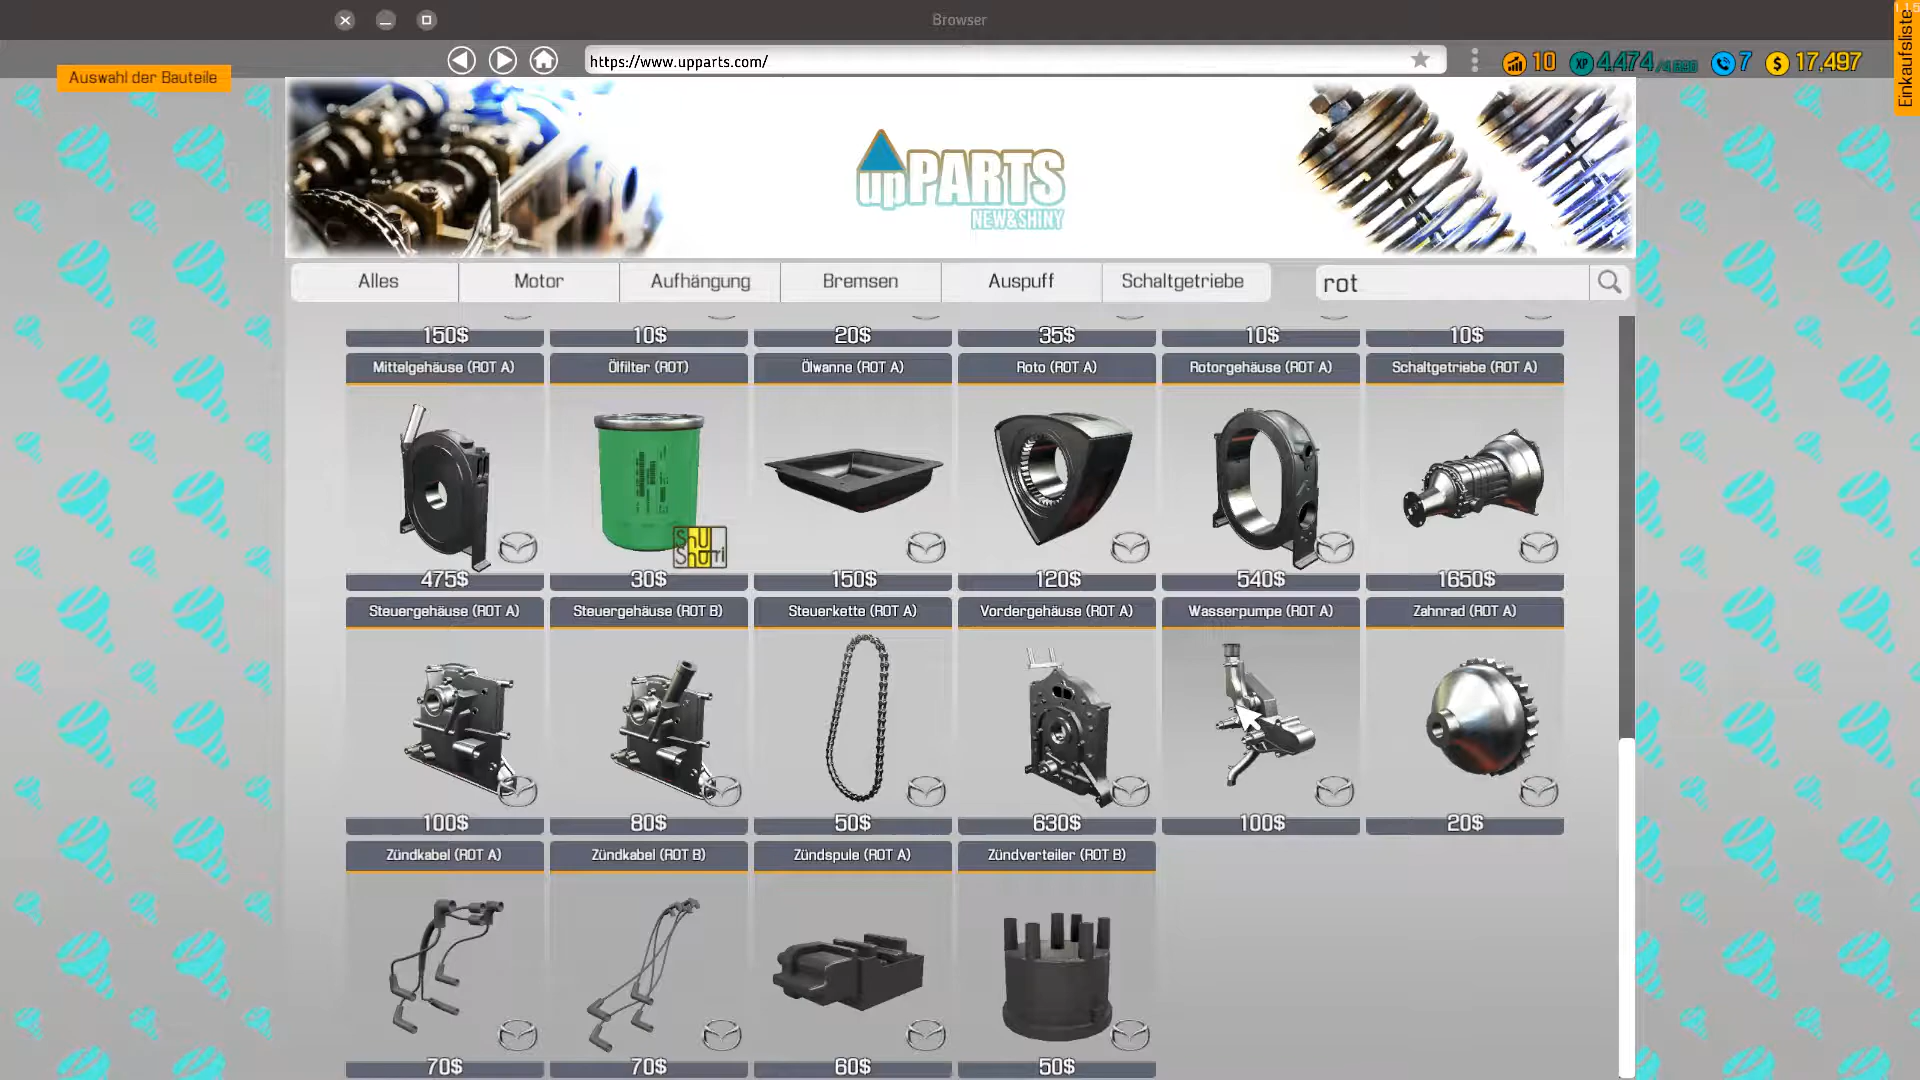 Browser
https://www.upparts.com/
10 XP 4,474 7 $ 17,497
Einkaufsliste
Auswahl der Bauteile
upPARTS
NEW&SHINY
Alles Motor Aufhängung Bremsen Auspuff Schaltgetriebe rot
150$ 10$ 20$ 35$ 10$ 10$
Mittelgehäuse (ROT A) Ölfilter (ROT) Ölwanne (ROT A) Roto (ROT A) Rotorgehäuse (ROT A) Schaltgetriebe (ROT A)
475$ 30$ 150$ 120$ 540$ 1650$
Steuergehäuse (ROT A) Steuergehäuse (ROT B) Steuerkette (ROT A) Vordergehäuse (ROT A) Wasserpumpe (ROT A) Zahnrad (ROT A)
100$ 80$ 50$ 630$ 100$ 20$
Zündkabel (ROT A) Zündkabel (ROT B) Zündspule (ROT A) Zündverteiler (ROT B)
70$ 70$ 60$ 50$